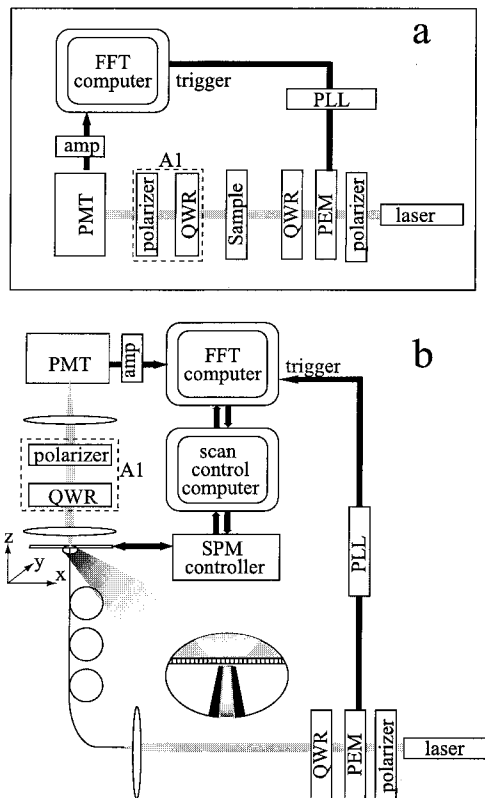 a
FFT
computer
trigger
PLL
amp
A1
PMT
polarizer
QWR
Sample
QWR
PEM
polarizer
laser
b
PMT
amp
FFT
computer
trigger
polarizer
A1
QWR
scan
control
computer
SPM
controller
PLL
z
y
x
QWR
PEM
polarizer
laser